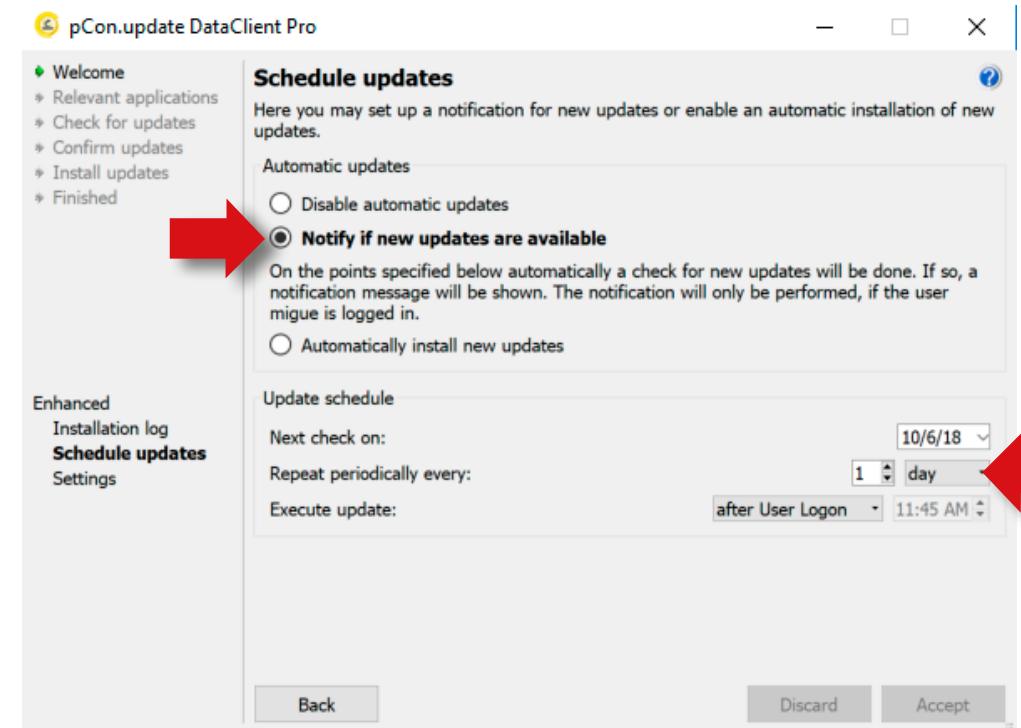 pCon.update DataClient Pro
Welcome
Relevant applications
Check for updates
Confirm updates
Install updates
Finished
Enhanced
Installation log
Schedule updates
Settings
Schedule updates
Here you may set up a notification for new updates or enable an automatic installation of new
updates.
Automatic updates
Disable automatic updates
Notify if new updates are available
On the points specified below automatically a check for new updates will be done. If so, a
notification message will be shown. The notification will only be performed, if the user
migue is logged in.
Automatically install new updates
Update schedule
Next check on: 10/6/18
Repeat periodically every: 1 day
Execute update: after User Logon 11:45 AM
Back Discard Accept